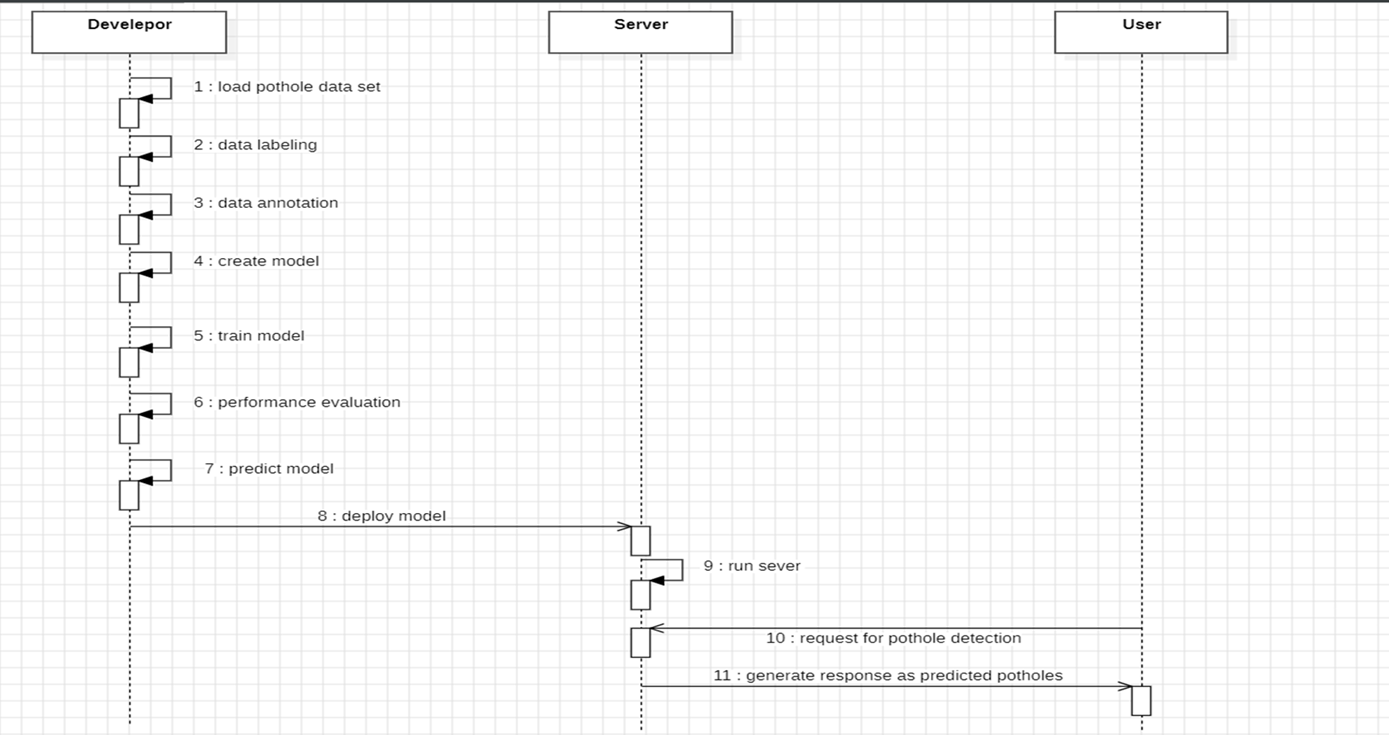 Develepor
Server
User
1 : load pothole data set
2 : data labeling
3 : data annotation
4 : create model
5 : train model
6 : performance evaluation
7 : predict model
8 : deploy model
9 : run sever
10 : request for pothole detection
11 : generate response as predicted potholes